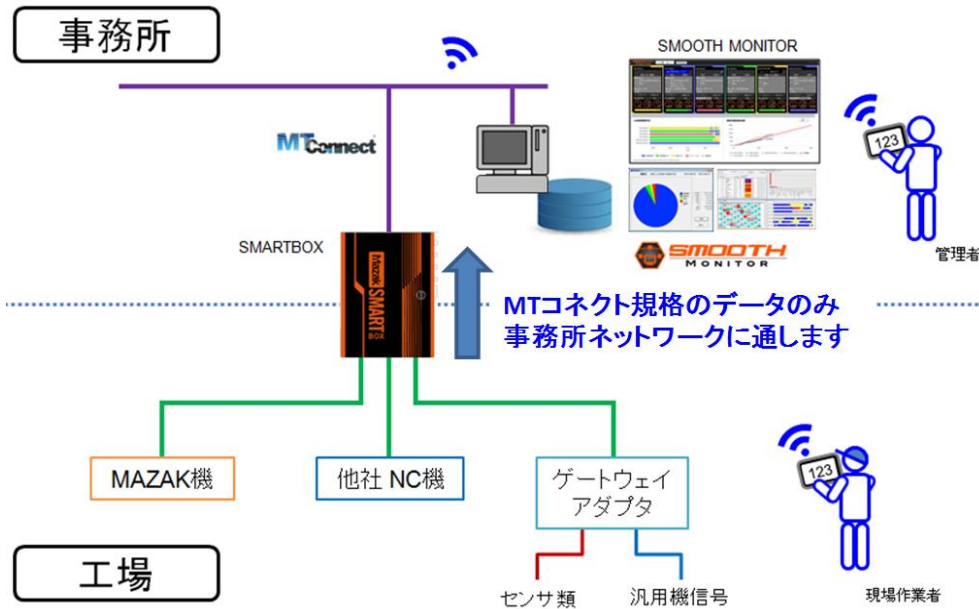 事務所
SMOOTH MONITOR
MTConnect
123
SMARTBOX
Mazak SMART BOX
SMOOTH
MONITOR
管理者
MTコネクト規格のデータのみ
事務所ネットワークに通します
MAZAK機
他社 NC機
ゲートウェイ
アダプタ
123
工場
センサ類
汎用機信号
現場作業者